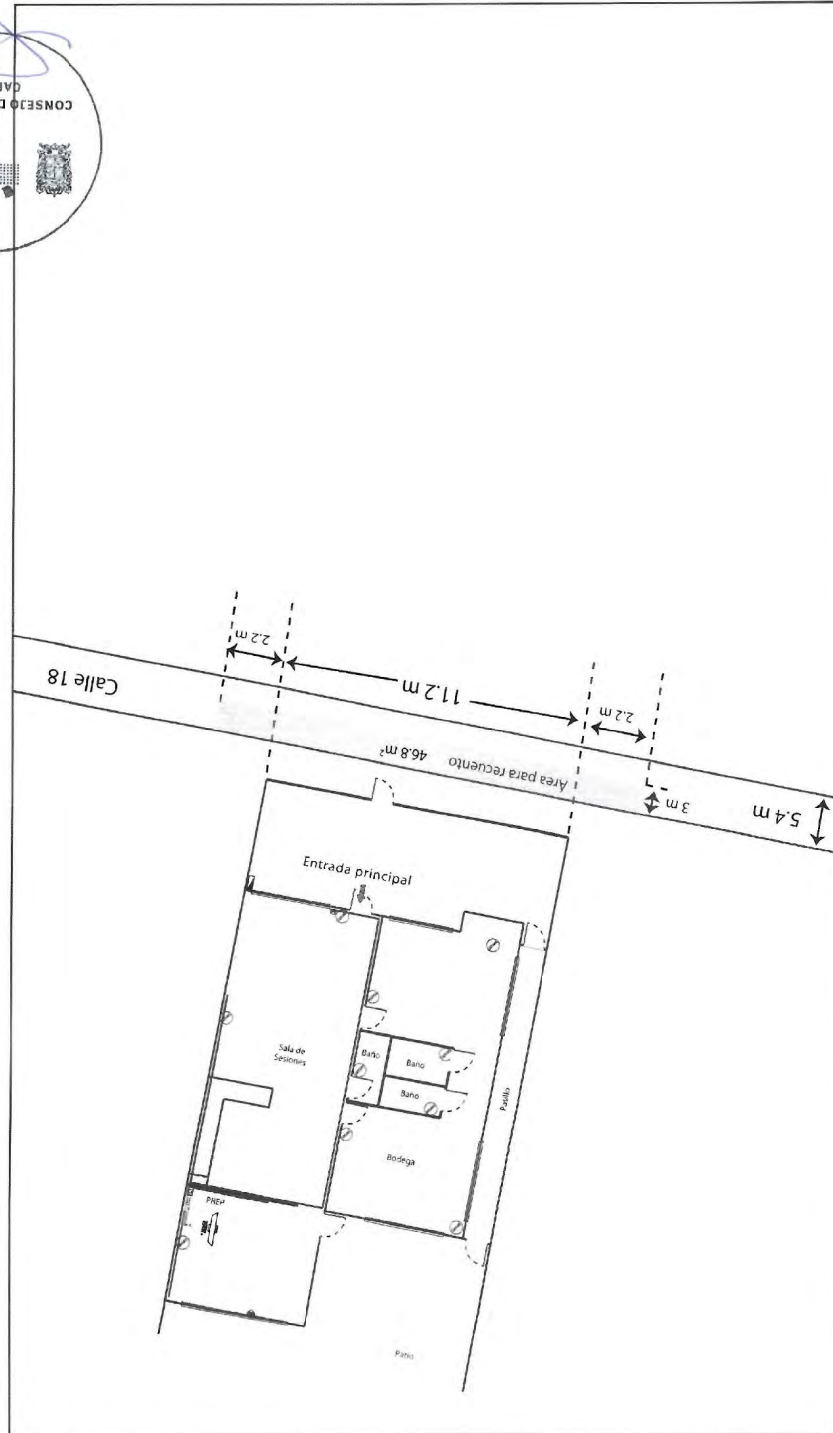 CONSEJO D
2.2 m
Calle 18
11.2 m
2.2 m
46.8 m²
Área para recuento
3 m
5.4 m
Entrada principal
Sala de
Sesiones
Baño
Baño
Baño
Pasillo
Bodega
PREP
Patio